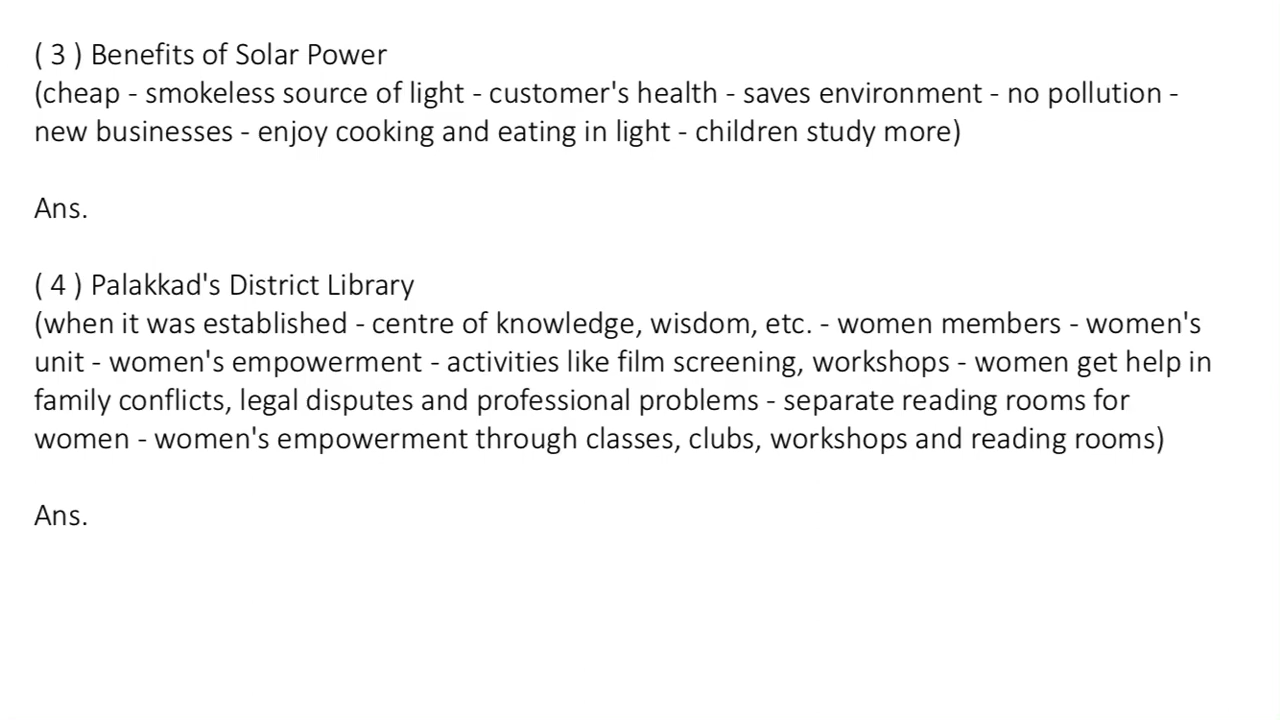 ( 3 ) Benefits of Solar Power
(cheap - smokeless source of light - customer's health - saves environment - no pollution -
new businesses - enjoy cooking and eating in light - children study more)
Ans.
( 4 ) Palakkad's District Library
(when it was established - centre of knowledge, wisdom, etc. - women members - women's
unit - women's empowerment - activities like film screening, workshops - women get help in
family conflicts, legal disputes and professional problems - separate reading rooms for
women - women's empowerment through classes, clubs, workshops and reading rooms)
Ans.